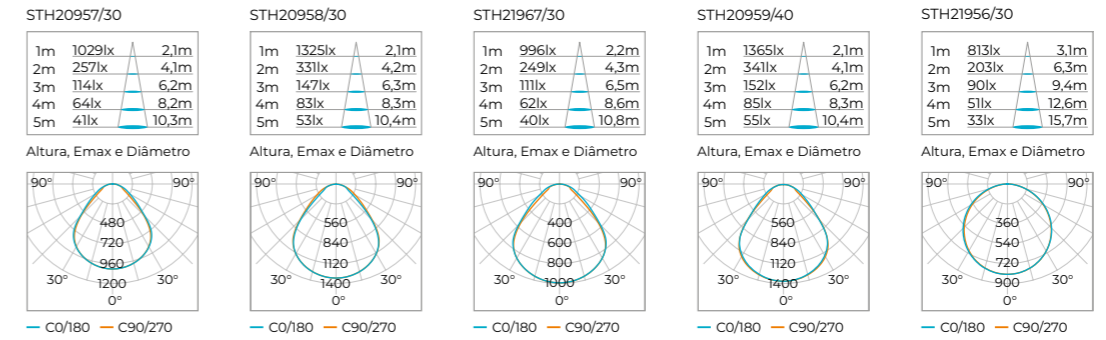 STH20957/30
1m 1029lx 2,1m
2m 257lx 4,1m
3m 114lx 6,2m
4m 64lx 8,2m
5m 41lx 10,3m
Altura, Emax e Diâmetro
90° 90°
480
720
960
30° 30°
1200
0°
C0/180 C90/270
STH20958/30
1m 1325lx 2,1m
2m 331lx 4,2m
3m 147lx 6,3m
4m 83lx 8,3m
5m 53lx 10,4m
Altura, Emax e Diâmetro
90° 90°
560
840
1120
30° 30°
1400
0°
C0/180 C90/270
STH21967/30
1m 996lx 2,2m
2m 249lx 4,3m
3m 111lx 6,5m
4m 62lx 8,6m
5m 40lx 10,8m
Altura, Emax e Diâmetro
90° 90°
400
600
800
30° 30°
1000
0°
C0/180 C90/270
STH20959/40
1m 1365lx 2,1m
2m 341lx 4,1m
3m 152lx 6,2m
4m 85lx 8,3m
5m 55lx 10,4m
Altura, Emax e Diâmetro
90° 90°
560
840
1120
30° 30°
1400
0°
C0/180 C90/270
STH21956/30
1m 813lx 3,1m
2m 203lx 6,3m
3m 90lx 9,4m
4m 51lx 12,6m
5m 33lx 15,7m
Altura, Emax e Diâmetro
90° 90°
360
540
720
30° 30°
900
0°
C0/180 C90/270